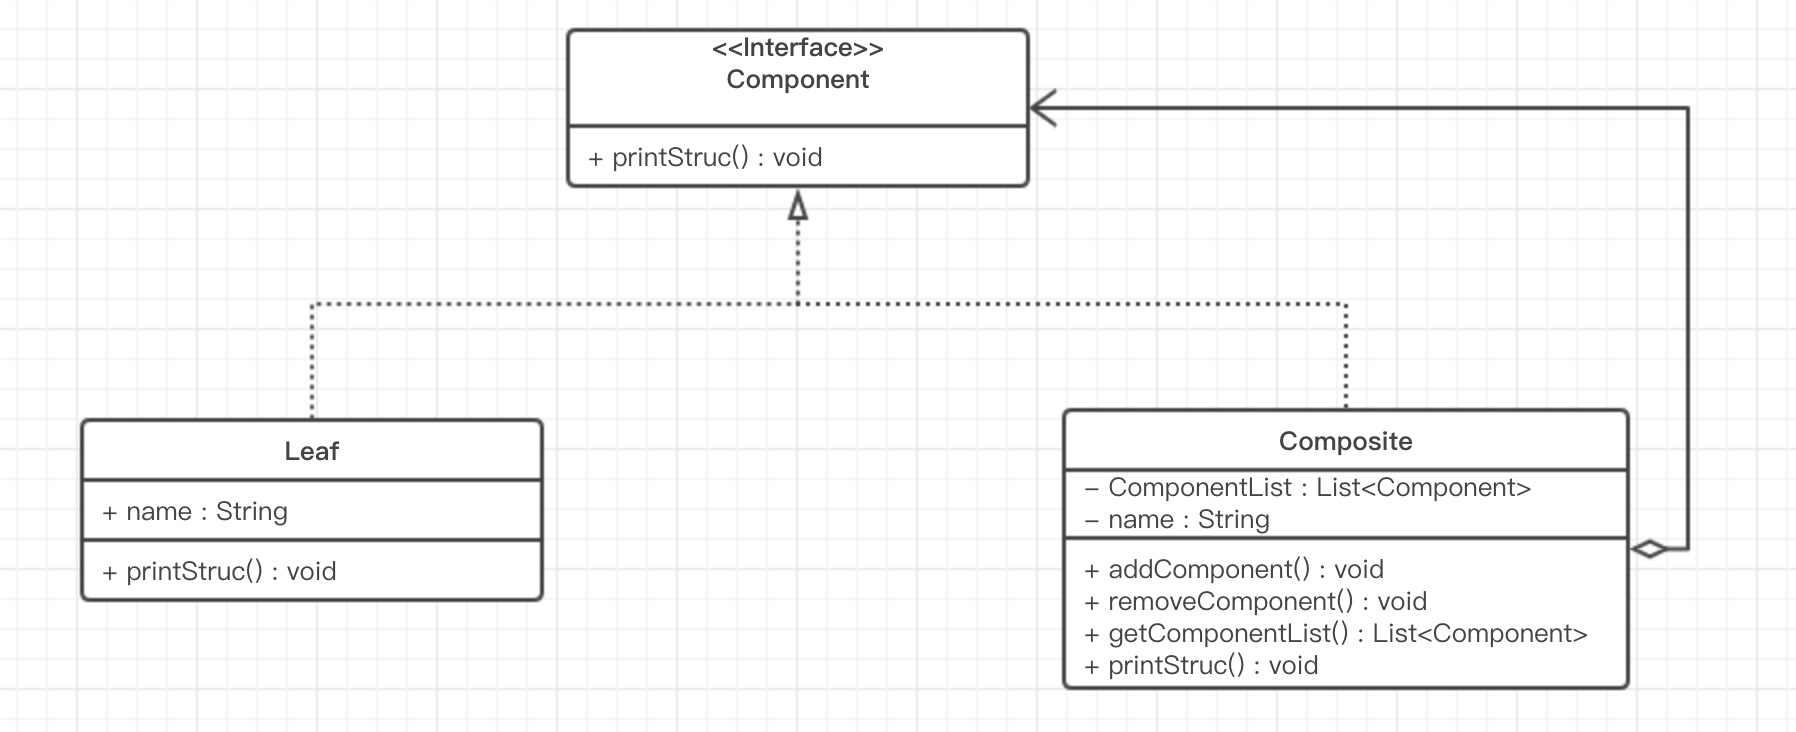 <<Interface>>
Component
+ printStruc() : void
Leaf
+ name : String
+ printStruc() : void
Composite
- ComponentList : List<Component>
- name : String
+ addComponent() : void
+ removeComponent() : void
+ getComponentList() : List<Component>
+ printStruc() : void